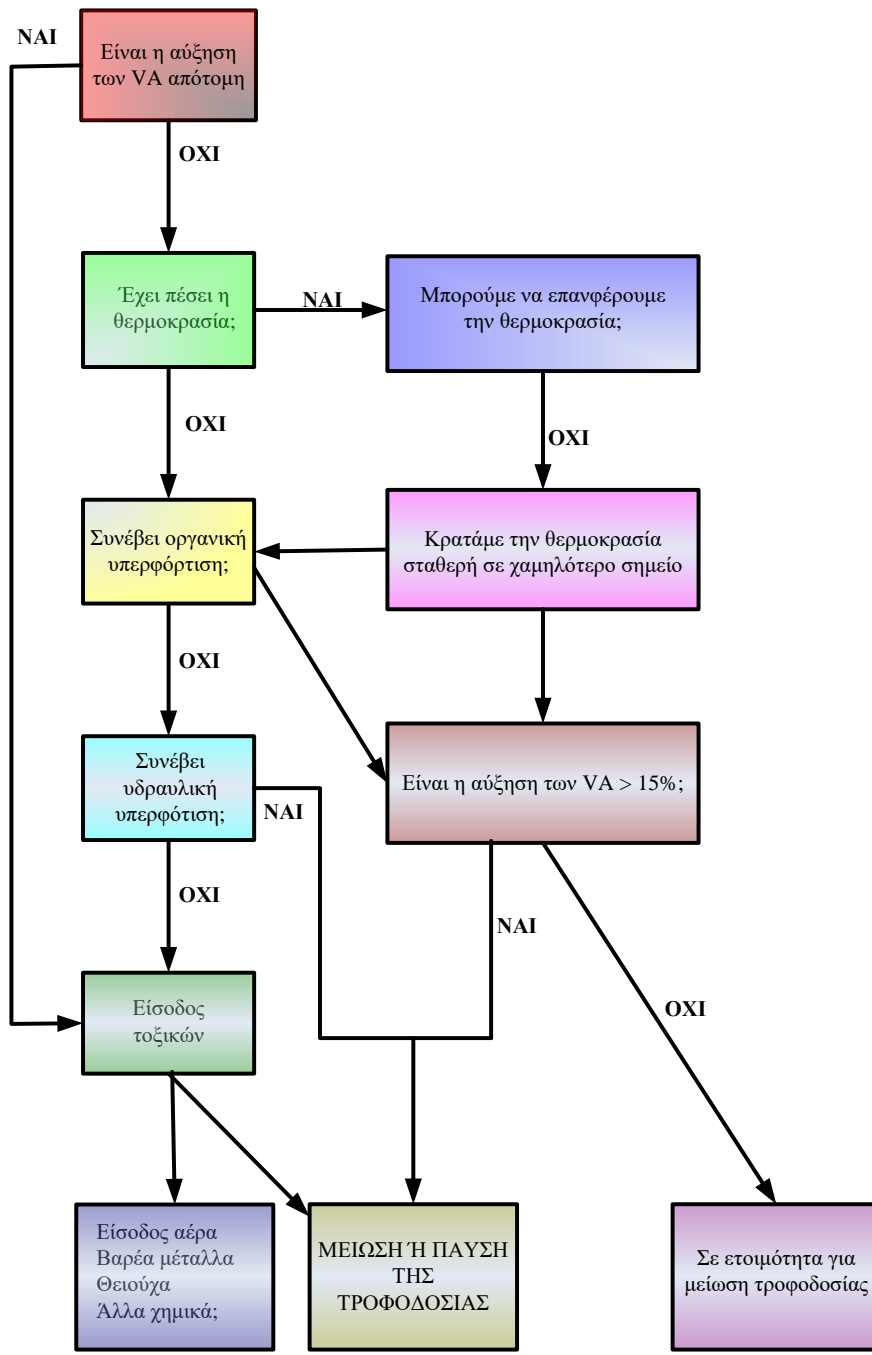 ΝΑΙ
Είναι η αύξηση
των VA απότομη
ΟΧΙ
Έχει πέσει η
θερμοκρασία;
ΝΑΙ
Μπορούμε να επανφέρουμε
την θερμοκρασία;
ΟΧΙ
ΟΧΙ
Συνέβει οργανική
υπερφόρτιση;
Κρατάμε την θερμοκρασία
σταθερή σε χαμηλότερο σημείο
ΟΧΙ
Συνέβει
υδραυλική
υπερφότιση;
ΝΑΙ
Είναι η αύξηση των VA > 15%;
ΟΧΙ
ΝΑΙ
ΟΧΙ
Είσοδος
τοξικών
Είσοδος αέρα
Βαρέα μέταλλα
Θειούχα
Άλλα χημικά;
ΜΕΙΩΣΗ Ή ΠΑΥΣΗ
ΤΗΣ
ΤΡΟΦΟΔΟΣΙΑΣ
Σε ετοιμότητα για
μείωση τροφοδοσίας